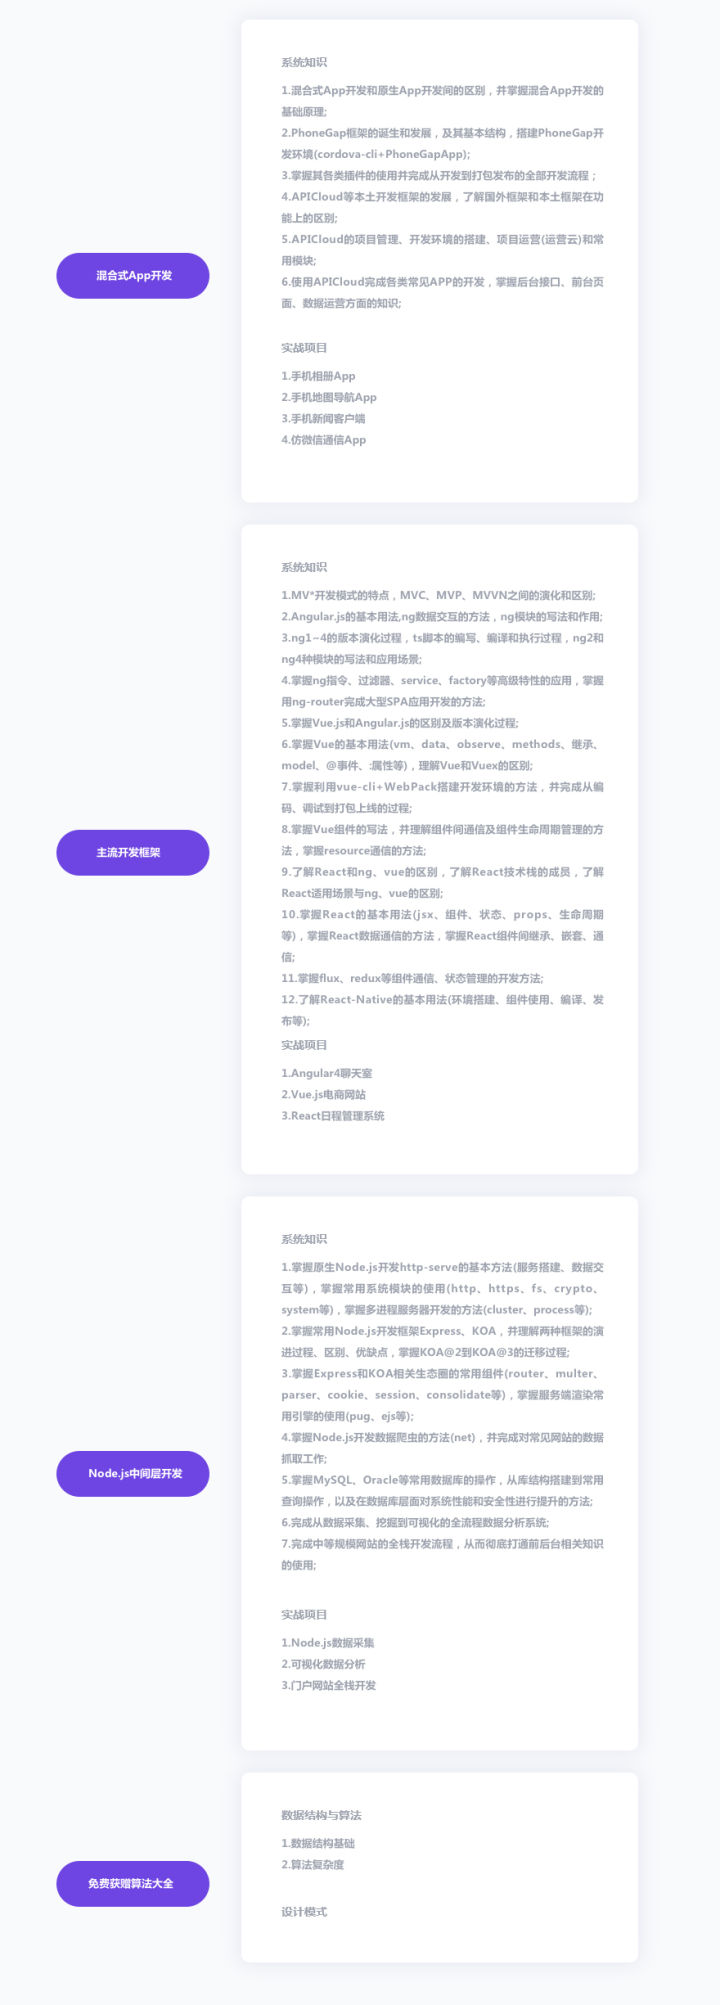 系统知识
1.混合式App开发和原生App开发间的区别，并掌握混合App开发的
基础原理;
2.PhoneGap框架的诞生和发展，及其基本结构，搭建PhoneGap开
发环境(cordova-cli+PhoneGapApp);
3.掌握其各类插件的使用并完成从开发到打包发布的全部开发流程；
4.APICloud等本土开发框架的发展，了解国外框架和本土框架在功
能上的区别;
5.APICloud的项目管理、开发环境的搭建、项目运营(运营云)和常
用模块;
混合式App开发
6.使用APICloud完成各类常见APP的开发，掌握后台接口、前台页
面、数据运营方面的知识;
实战项目
1.手机相册App
2.手机地图导航App
3.手机新闻客户端
4.仿微信通信App
系统知识
1.MV*开发模式的特点，MVC、MVP、MVVN之间的演化和区别;
2.Angular.js的基本用法,ng数据交互的方法，ng模块的写法和作用;
3.ng1~4的版本演化过程，ts脚本的编写、编译和执行过程，ng2和
ng4种模块的写法和应用场景;
4.掌握ng指令、过滤器、service、factory等高级特性的应用，掌握
用ng-router完成大型SPA应用开发的方法;
5.掌握Vue.js和Angular.js的区别及版本演化过程;
6.掌握Vue的基本用法(vm、data、observe、methods、继承、
model、@事件、:属性等)，理解Vue和Vuex的区别;
7.掌握利用vue-cli+WebPack搭建开发环境的方法，并完成从编
码、调试到打包上线的过程;
8.掌握Vue组件的写法，并理解组件间通信及组件生命周期管理的方
法，掌握resource通信的方法;
主流开发框架
9.了解React和ng、vue的区别，了解React技术栈的成员，了解
React适用场景与ng、vue的区别;
10.掌握React的基本用法(jsx、组件、状态、props、生命周期
等)，掌握React数据通信的方法，掌握React组件间继承、嵌套、通
信;
11.掌握flux、redux等组件通信、状态管理的开发方法;
12.了解React-Native的基本用法(环境搭建、组件使用、编译、发
布等);
实战项目
1.Angular4聊天室
2.Vue.js电商网站
3.React日程管理系统
系统知识
1.掌握原生Node.js开发http-serve的基本方法(服务搭建、数据交
互等)，掌握常用系统模块的使用(http、https、fs、crypto、
system等)，掌握多进程服务器开发的方法(cluster、process等);
2.掌握常用Node.js开发框架Express、KOA，并理解两种框架的演
进过程、区别、优缺点，掌握KOA@2到KOA@3的迁移过程;
3.掌握Express和KOA相关生态圈的常用组件(router、multer、
parser、cookie、session、consolidate等)，掌握服务端渲染常
用引擎的使用(pug、ejs等);
4.掌握Node.js开发数据爬虫的方法(net)，并完成对常见网站的数据
抓取工作;
Node.js中间层开发
5.掌握MySQL、Oracle等常用数据库的操作，从库结构搭建到常用
查询操作，以及在数据库层面对系统性能和安全性进行提升的方法;
6.完成从数据采集、挖掘到可视化的全流程数据分析系统;
7.完成中等规模网站的全栈开发流程，从而彻底打通前后台相关知识
的使用;
实战项目
1.Node.js数据采集
2.可视化数据分析
3.门户网站全栈开发
数据结构与算法
1.数据结构基础
2.算法复杂度
免费获赠算法大全
设计模式